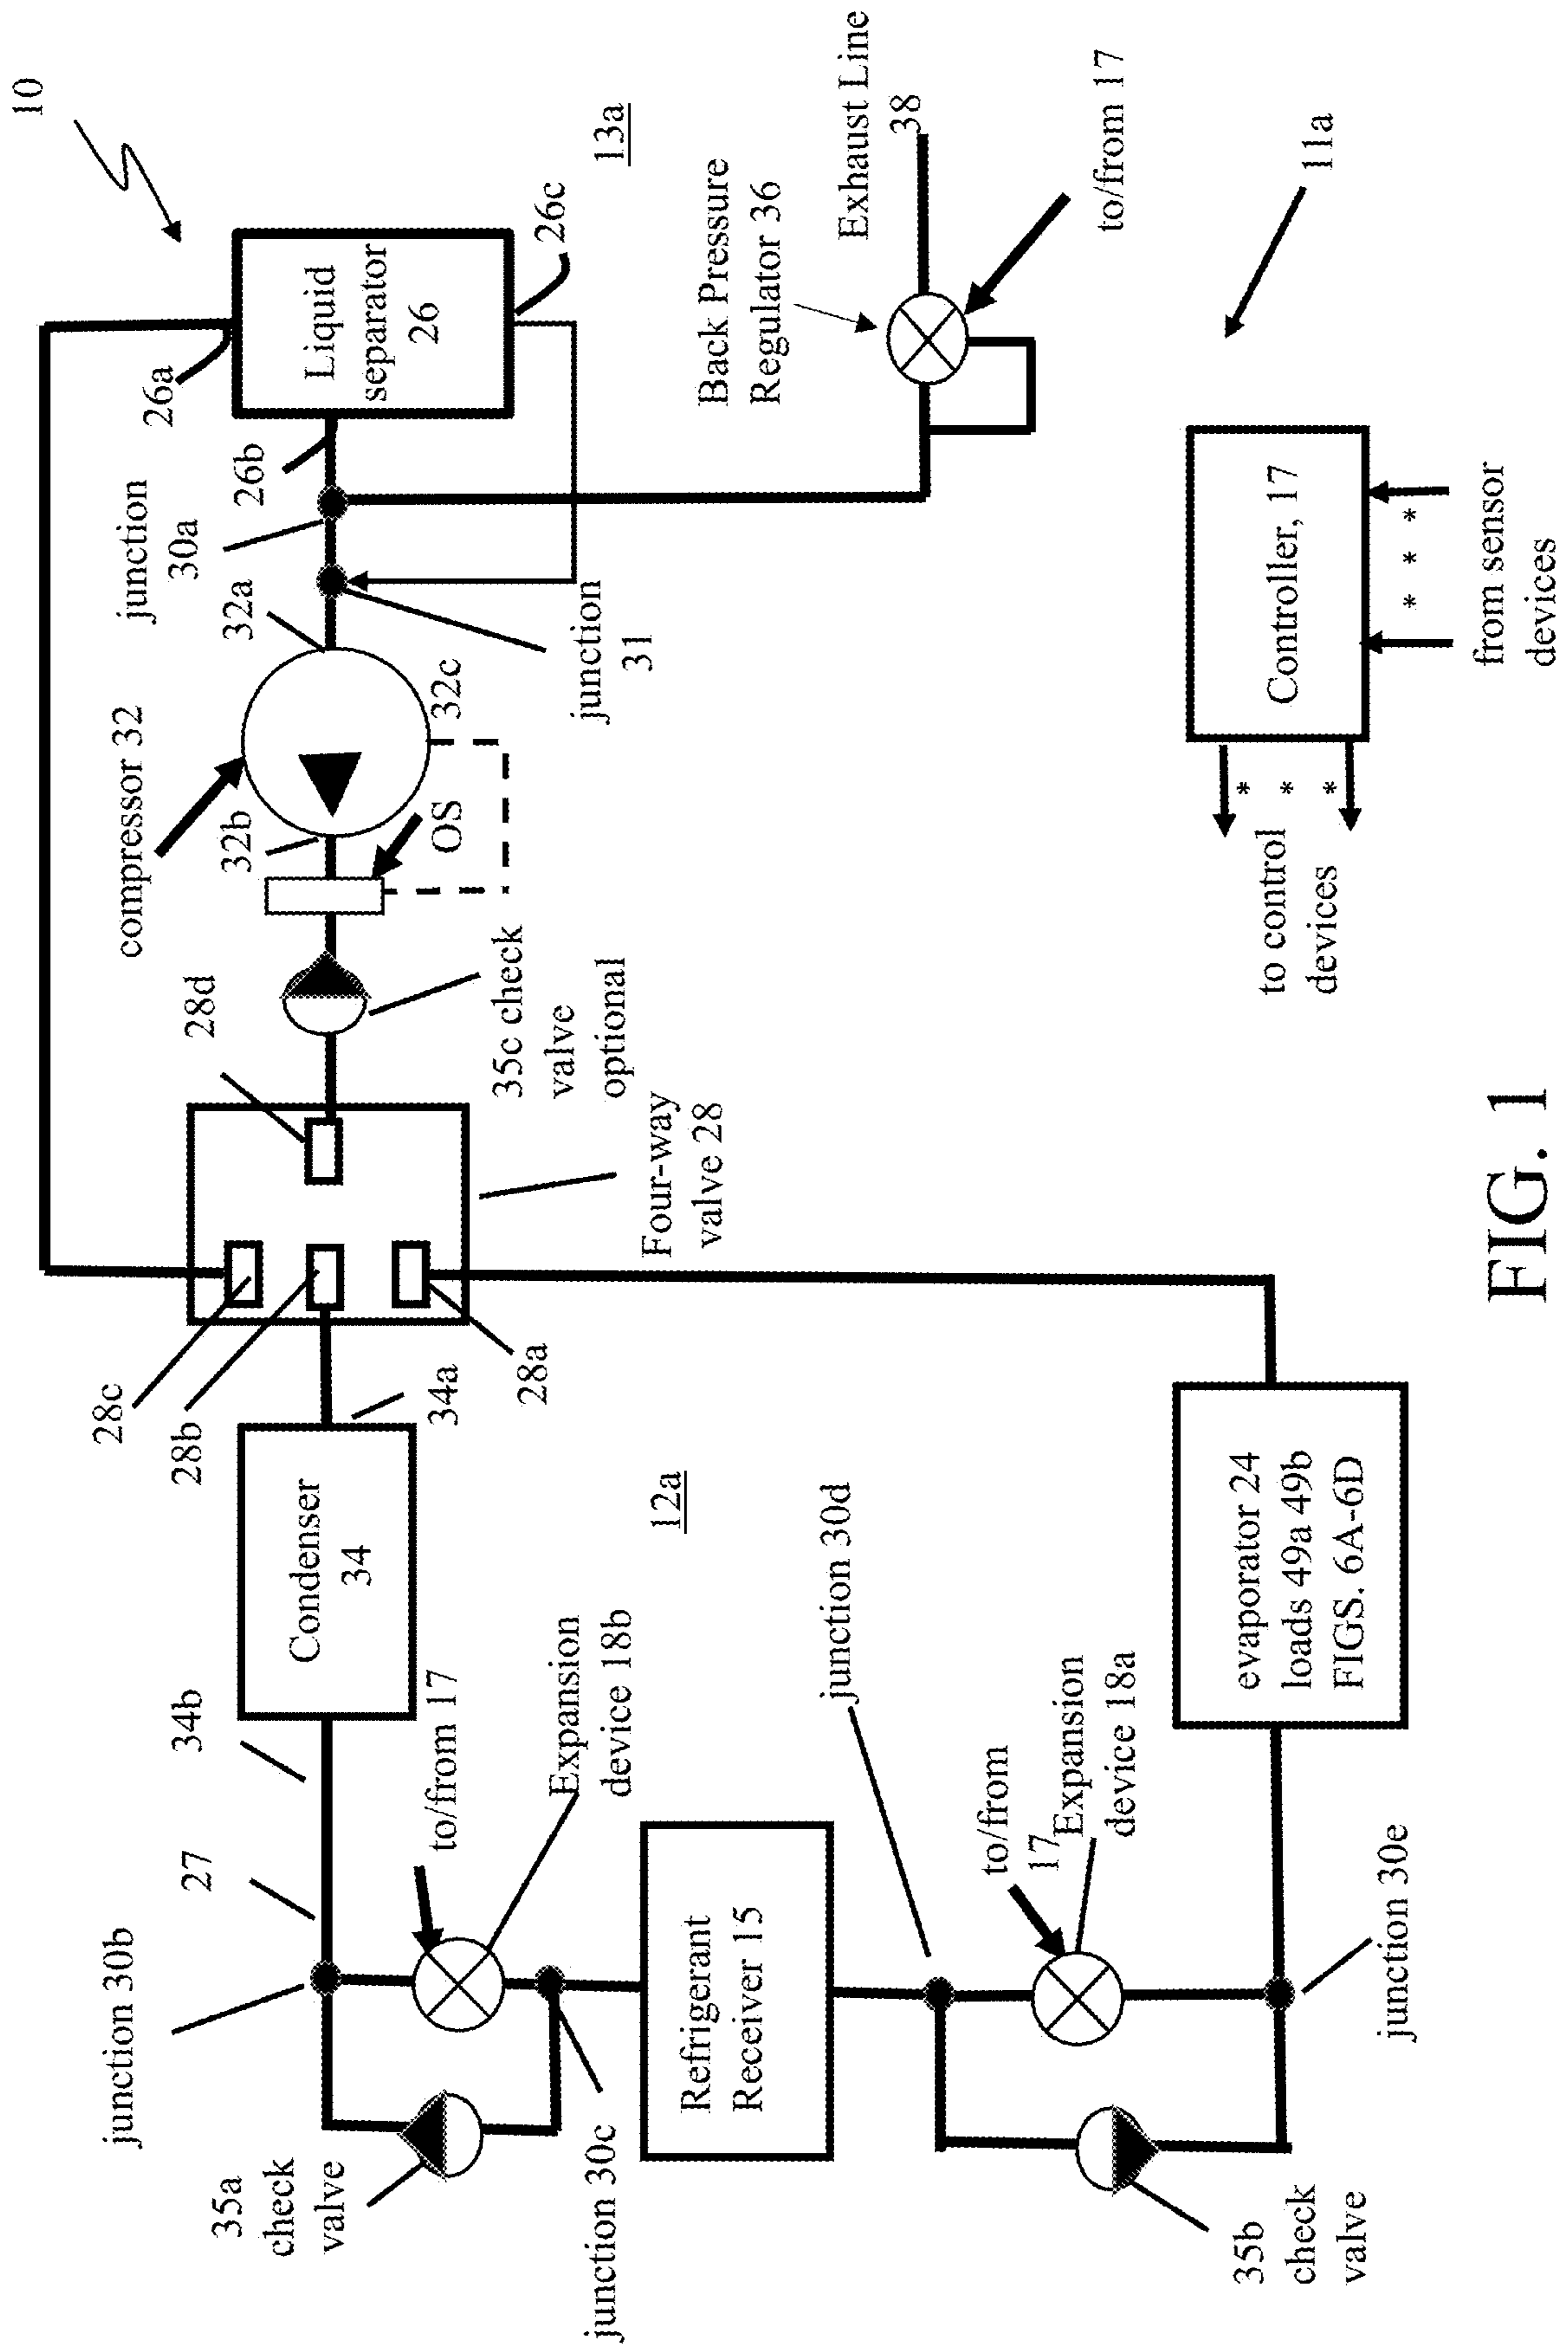 10
26a
Liquid
separator
26
26c
13a
26b
junction
30a
32a
junction
31
Back Pressure
Regulator 36
Exhaust Line
38
to/from 17
11a
compressor 32
32b
32c
OS
28d
35c check
valve
optional
Four-way
valve 28
28c
28b
28a
Controller, 17
* * *
from sensor
devices
* * *
to control
devices
34a
Condenser
34
34b
27
12a
junction 30b
to/from 17
Expansion
device 18b
35a
check
valve
junction 30c
Refrigerant
Receiver 15
junction 30d
to/from
17
Expansion
device 18a
evaporator 24
loads 49a 49b
FIGS. 6A-6D
junction 30e
35b
check
valve
FIG. 1